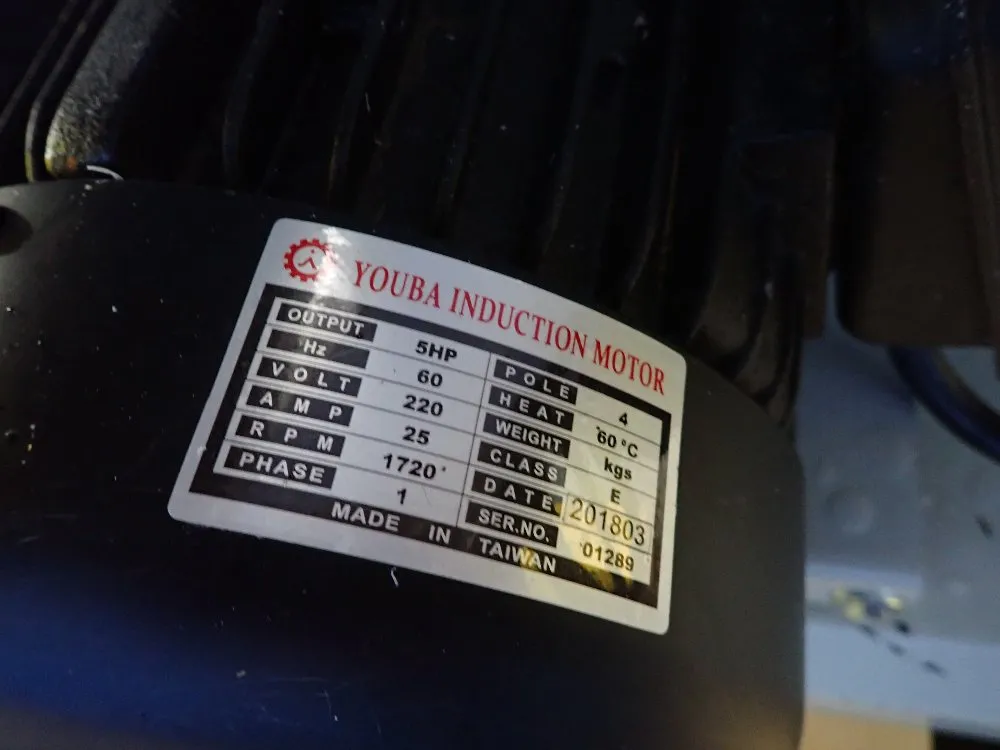 YOUBA INDUCTION MOTOR
OUTPUT 5HP POLE 4
Hz 60 HEAT 60°C
VOLT 220 WEIGHT kgs
AMP 25 CLASS E
RPM 1720 DATE 201803
PHASE 1 SER.NO. 01289
MADE IN TAIWAN